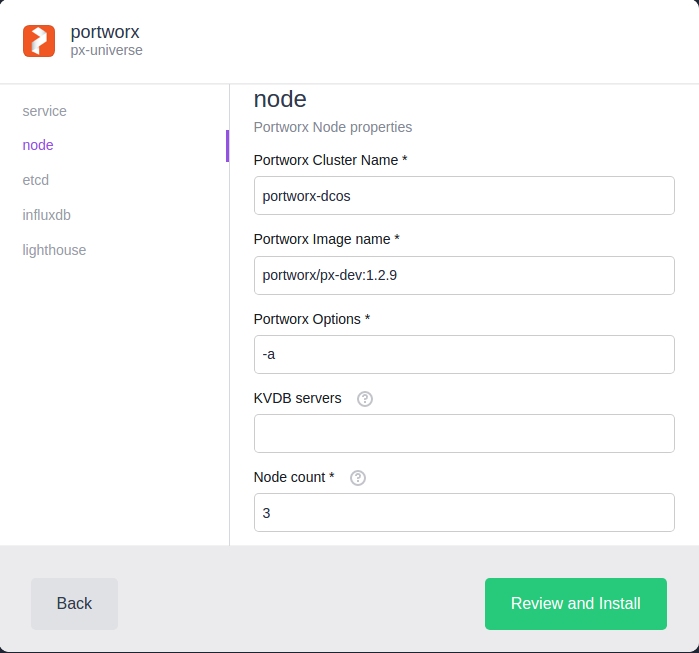 portworx
px-universe
service
node
etcd
influxdb
lighthouse
node
Portworx Node properties
Portworx Cluster Name *
portworx-dcos
Portworx Image name *
portworx/px-dev:1.2.9
Portworx Options *
-a
KVDB servers ?
Node count * ?
3
Back
Review and Install